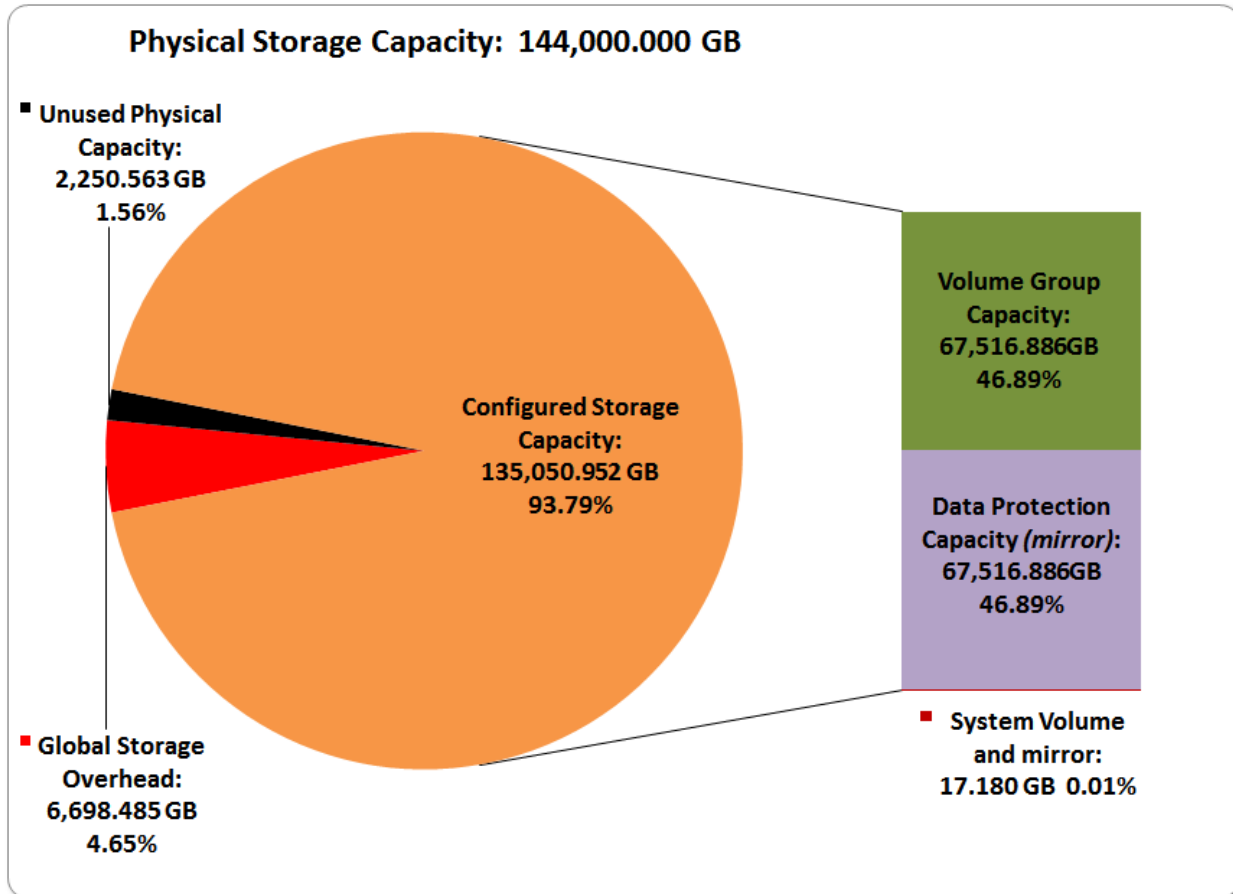 Physical Storage Capacity: 144,000.000 GB
Unused Physical
Capacity:
2,250.563 GB
1.56%
Configured Storage
Capacity:
135,050.952 GB
93.79%
Global Storage
Overhead:
6,698.485 GB
4.65%
Volume Group
Capacity:
67,516.886GB
46.89%
Data Protection
Capacity (mirror):
67,516.886GB
46.89%
System Volume
and mirror:
17.180 GB 0.01%